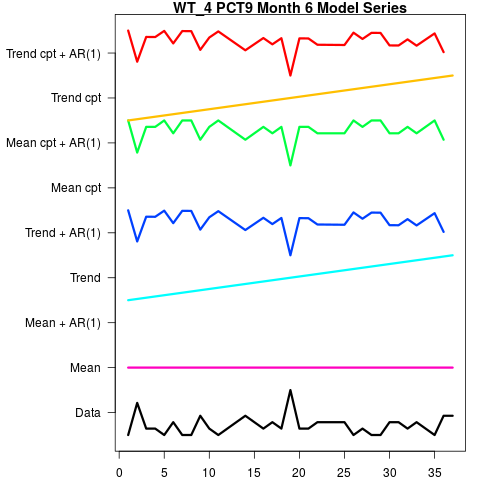 WT_4 PCT9 Month 6 Model Series
Trend cpt + AR(1)
Trend cpt
Mean cpt + AR(1)
Mean cpt
Trend + AR(1)
Trend
Mean + AR(1)
Mean
Data
0 5 10 15 20 25 30 35